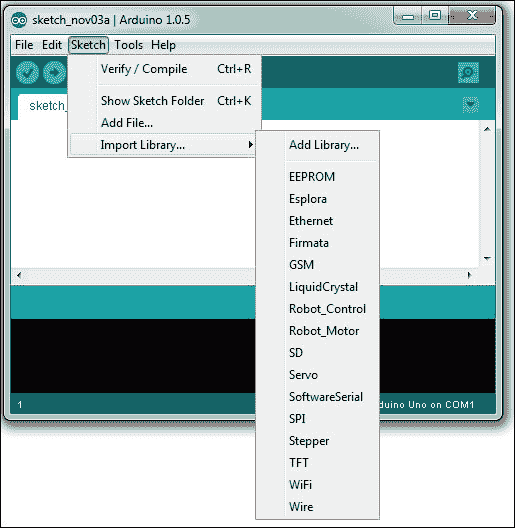 sketch_nov03a | Arduino 1.0.5
File Edit Sketch Tools Help
Verify / Compile Ctrl+R
Show Sketch Folder Ctrl+K
sketch_
Add File...
Import Library...
Add Library...
EEPROM
Esplora
Ethernet
Firmata
GSM
LiquidCrystal
Robot_Control
Robot_Motor
SD
Servo
SoftwareSerial
1
duino Uno on COM1
SPI
Stepper
TFT
WiFi
Wire